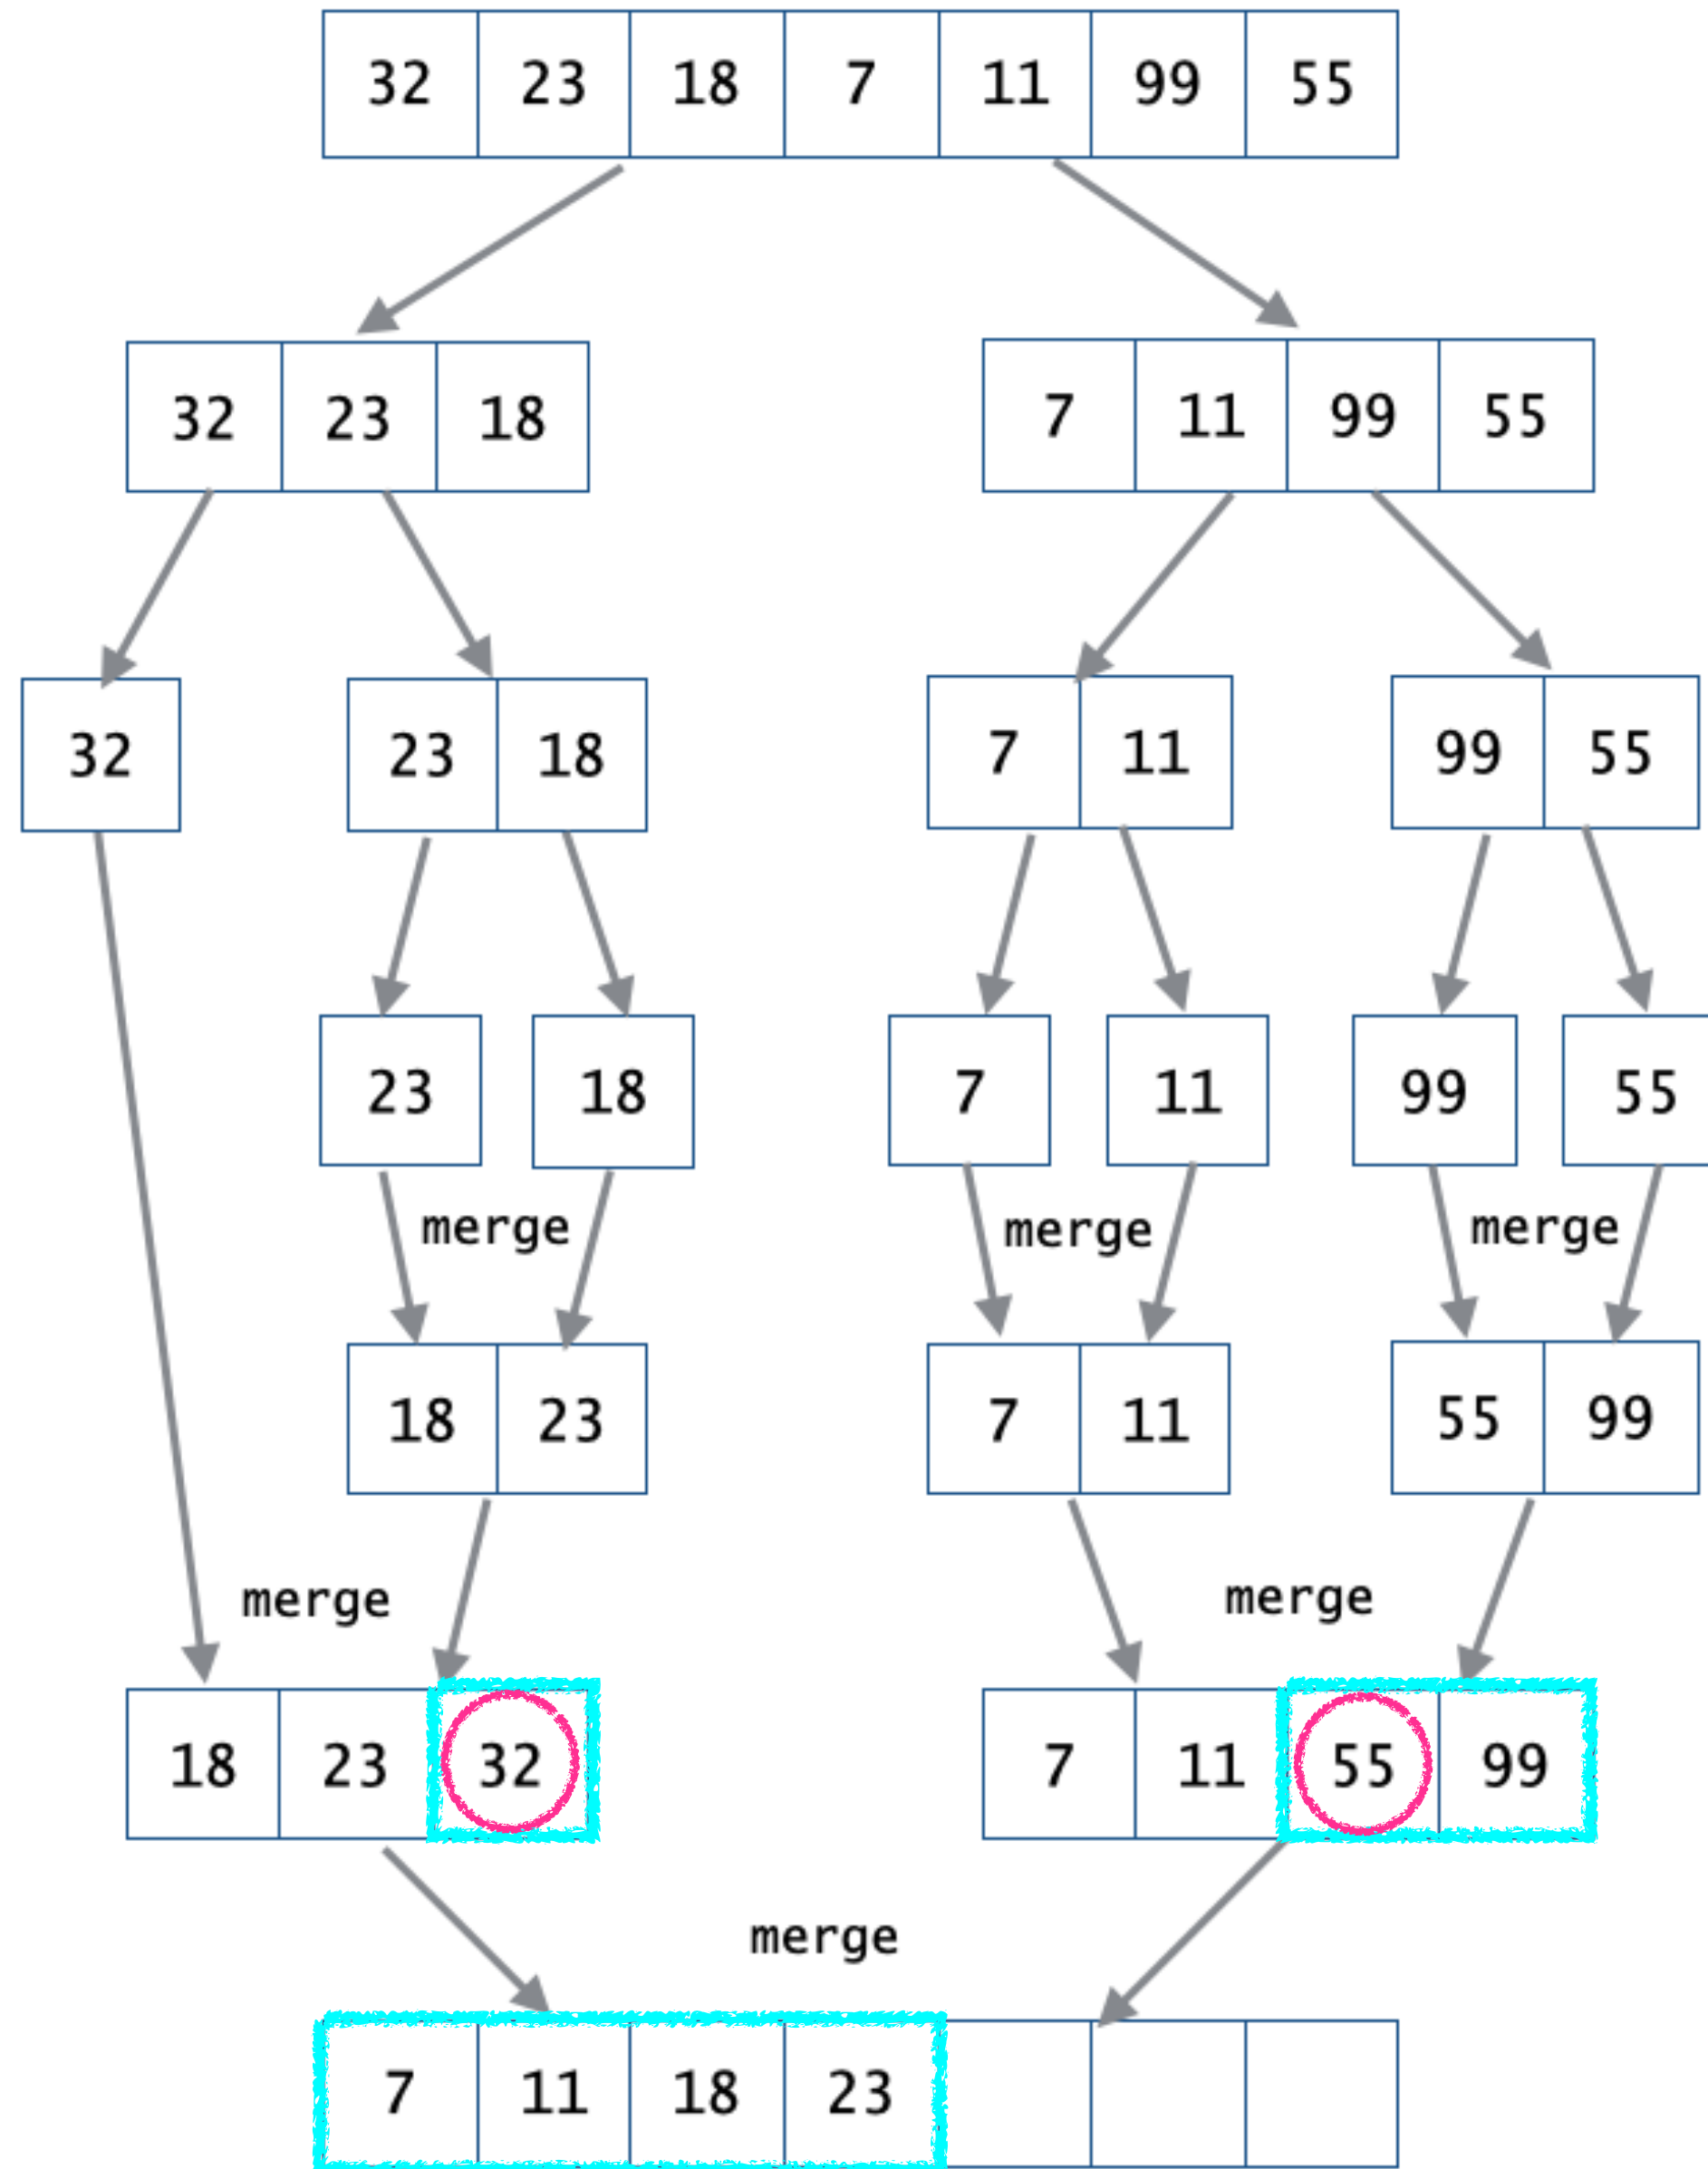 32 23 18 7 11 99 55
32 23 18 7 11 99 55
32 23 18 7 11 99 55
23 18 7 11 99 55
merge merge merge
18 23 7 11 55 99
merge merge
18 23 32 7 11 55 99
merge
7 11 18 23